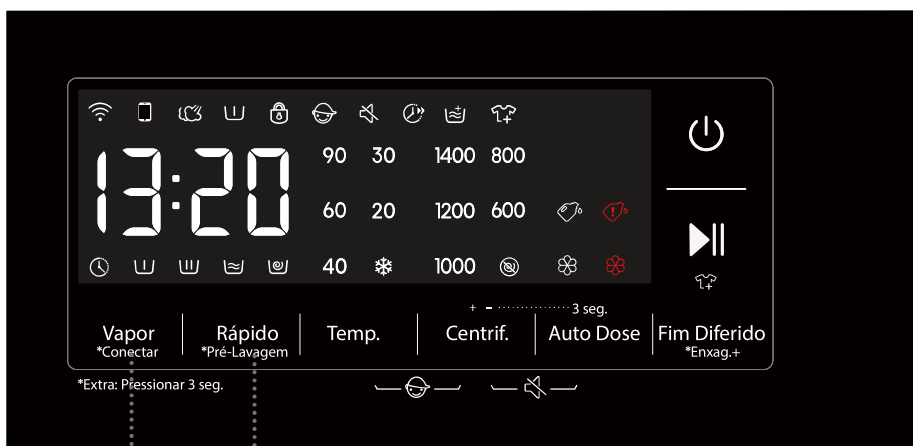 90 30 1400 800
13:20
60 20 1200 600
40 1000
+ - 3 seg.
Vapor Rápido Temp. Centrif. Auto Dose Fim Diferido
*Conectar *Pré-Lavagem *Enxag.+
*Extra: Pressionar 3 seg.